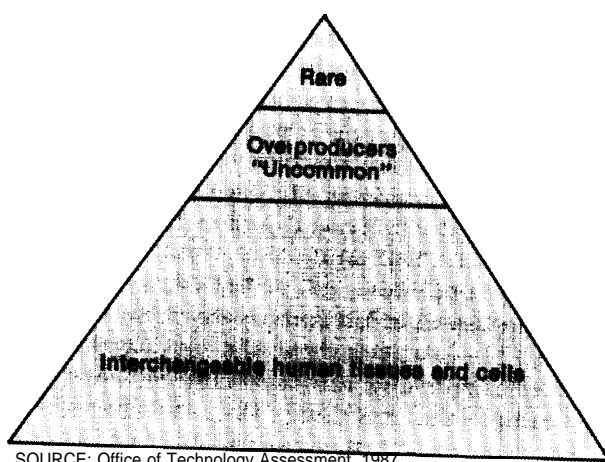 Rare
Overproducers
"Uncommon"
Interchangeable human tissues and cells
SOURCE: Office of Technology Assessment, 1987